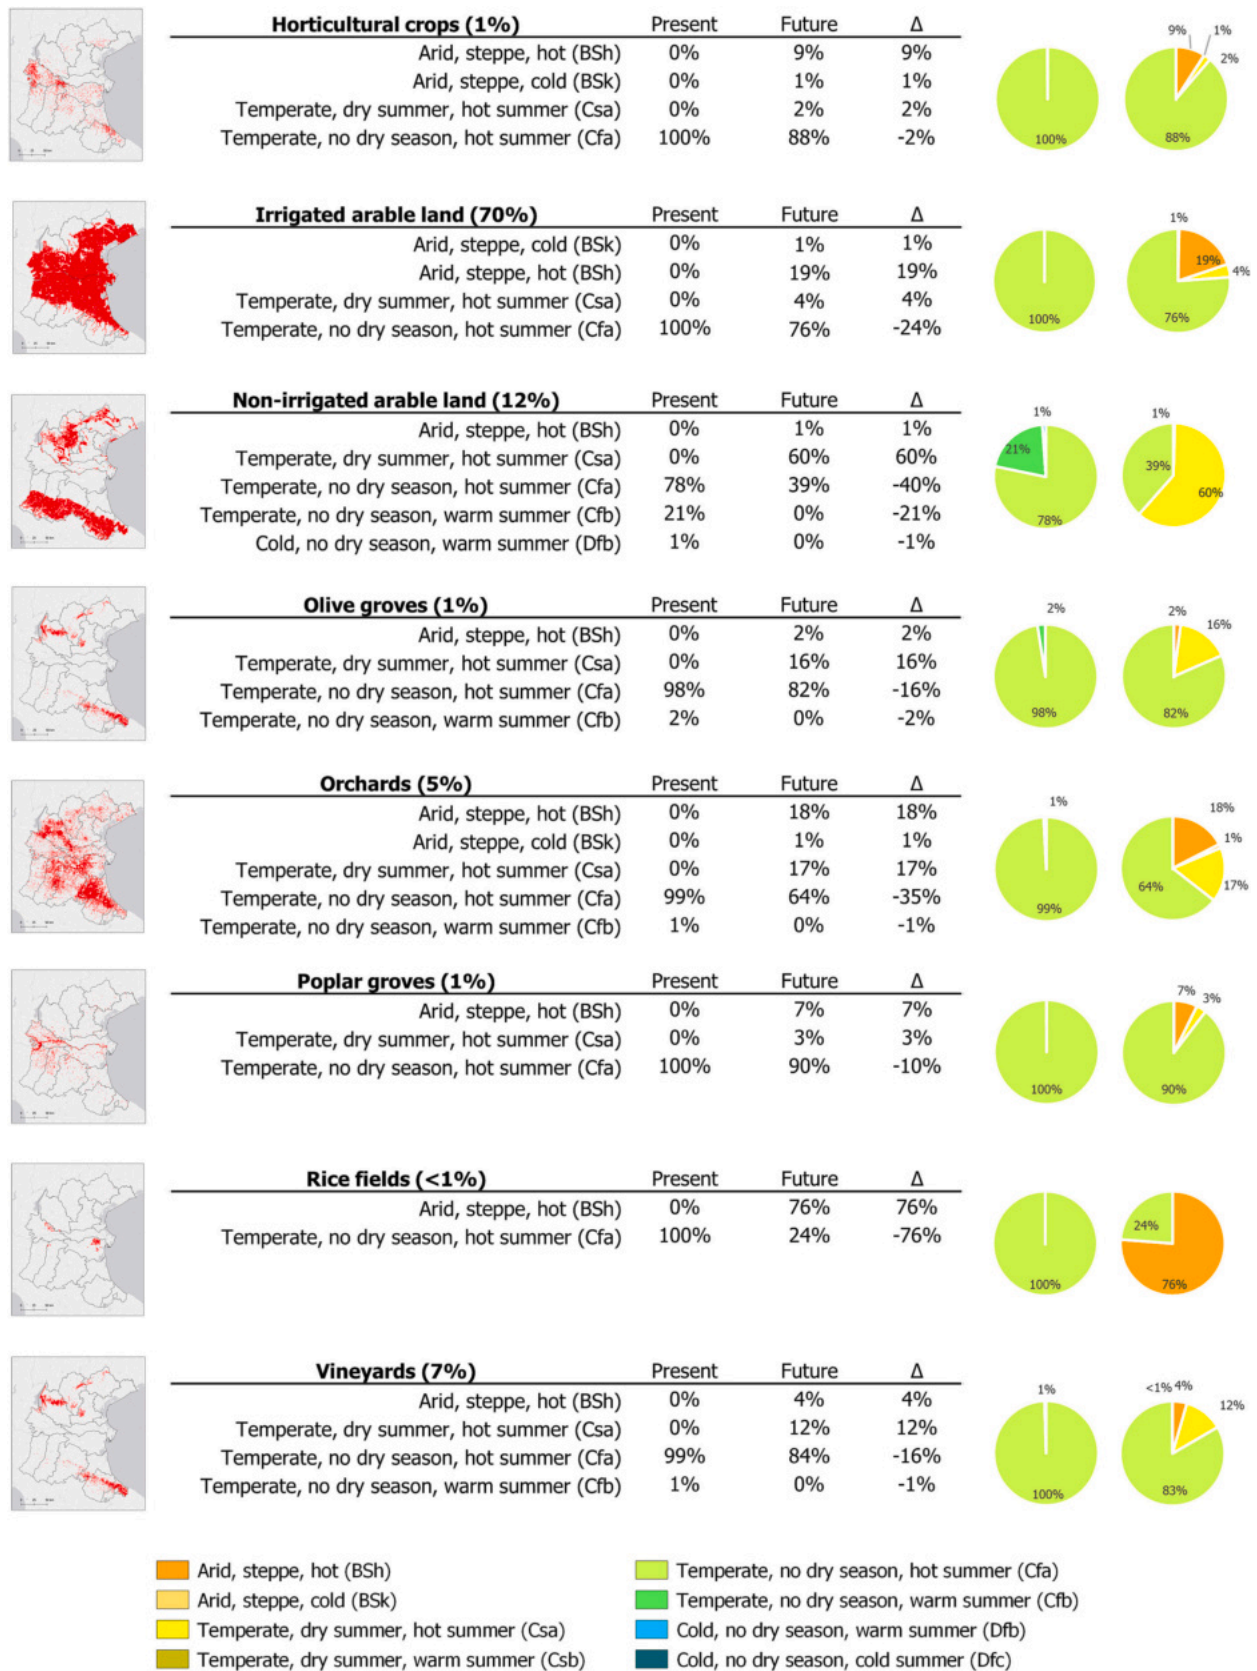 Horticultural crops (1%) Present Future Δ
Arid, steppe, hot (BSh) 0% 9% 9%
Arid, steppe, cold (BSk) 0% 1% 1%
Temperate, dry summer, hot summer (Csa) 0% 2% 2%
Temperate, no dry season, hot summer (Cfa) 100% 88% -2%
100%
9% 1% 2% 88%
Irrigated arable land (70%) Present Future Δ
Arid, steppe, cold (BSk) 0% 1% 1%
Arid, steppe, hot (BSh) 0% 19% 19%
Temperate, dry summer, hot summer (Csa) 0% 4% 4%
Temperate, no dry season, hot summer (Cfa) 100% 76% -24%
100%
1% 19% 4% 76%
Non-irrigated arable land (12%) Present Future Δ
Arid, steppe, hot (BSh) 0% 1% 1%
Temperate, dry summer, hot summer (Csa) 0% 60% 60%
Temperate, no dry season, hot summer (Cfa) 78% 39% -40%
Temperate, no dry season, warm summer (Cfb) 21% 0% -21%
Cold, no dry season, warm summer (Dfb) 1% 0% -1%
1% 21% 78%
1% 39% 60%
Olive groves (1%) Present Future Δ
Arid, steppe, hot (BSh) 0% 2% 2%
Temperate, dry summer, hot summer (Csa) 0% 16% 16%
Temperate, no dry season, hot summer (Cfa) 98% 82% -16%
Temperate, no dry season, warm summer (Cfb) 2% 0% -2%
2% 98%
2% 16% 82%
Orchards (5%) Present Future Δ
Arid, steppe, hot (BSh) 0% 18% 18%
Arid, steppe, cold (BSk) 0% 1% 1%
Temperate, dry summer, hot summer (Csa) 0% 17% 17%
Temperate, no dry season, hot summer (Cfa) 99% 64% -35%
Temperate, no dry season, warm summer (Cfb) 1% 0% -1%
1% 99%
18% 1% 17% 64%
Poplar groves (1%) Present Future Δ
Arid, steppe, hot (BSh) 0% 7% 7%
Temperate, dry summer, hot summer (Csa) 0% 3% 3%
Temperate, no dry season, hot summer (Cfa) 100% 90% -10%
100%
7% 3% 90%
Rice fields (<1%) Present Future Δ
Arid, steppe, hot (BSh) 0% 76% 76%
Temperate, no dry season, hot summer (Cfa) 100% 24% -76%
100%
24% 76%
Vineyards (7%) Present Future Δ
Arid, steppe, hot (BSh) 0% 4% 4%
Temperate, dry summer, hot summer (Csa) 0% 12% 12%
Temperate, no dry season, hot summer (Cfa) 99% 84% -16%
Temperate, no dry season, warm summer (Cfb) 1% 0% -1%
1% 100%
<1% 4% 12% 83%
Arid, steppe, hot (BSh)
Arid, steppe, cold (BSk)
Temperate, dry summer, hot summer (Csa)
Temperate, dry summer, warm summer (Csb)
Temperate, no dry season, hot summer (Cfa)
Temperate, no dry season, warm summer (Cfb)
Cold, no dry season, warm summer (Dfb)
Cold, no dry season, cold summer (Dfc)